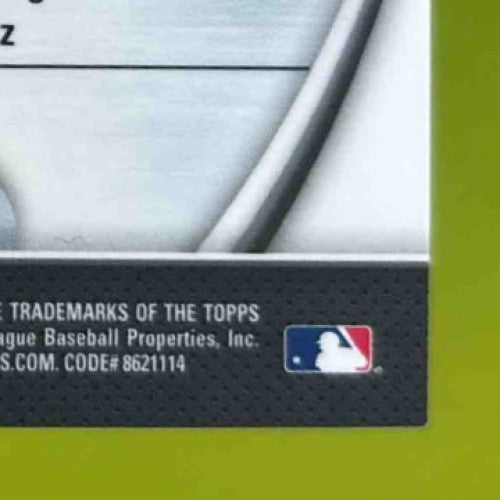 z
E TRADEMARKS OF THE TOPPS
ague Baseball Properties, Inc.
S.COM. CODE# 8621114